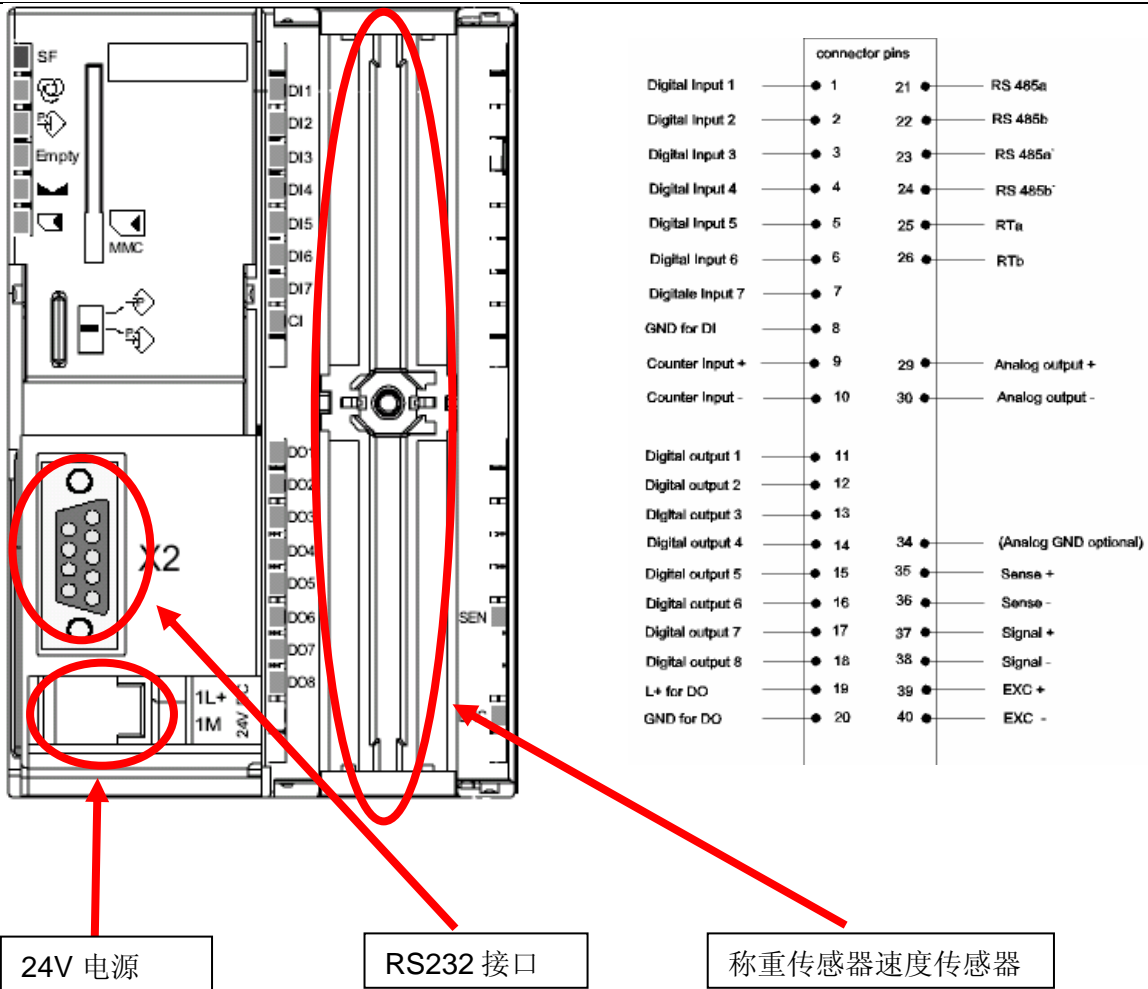 SF
Empty
MMC
DI1
DI2
DI3
DI4
DI5
DI6
DI7
CI
X2
DO1
DO2
DO3
DO4
DO5
DO6
DO7
DO8
SEN
1L+
1M
24V 电源
RS232 接口
称重传感器速度传感器
connector pins
Digital Input 1 1 21 RS 485a
Digital Input 2 2 22 RS 485b
Digital Input 3 3 23 RS 485a'
Digital Input 4 4 24 RS 485b'
Digital Input 5 5 25 RTa
Digital Input 6 6 26 RTb
Digitale Input 7 7
GND for DI 8
Counter Input + 9 29 Analog output +
Counter Input - 10 30 Analog output -
Digital output 1 11
Digital output 2 12
Digital output 3 13
Digital output 4 14 34 (Analog GND optional)
Digital output 5 15 35 Sense +
Digital output 6 16 36 Sense -
Digital output 7 17 37 Signal +
Digital output 8 18 38 Signal -
L+ for DO 19 39 EXC +
GND for DO 20 40 EXC -